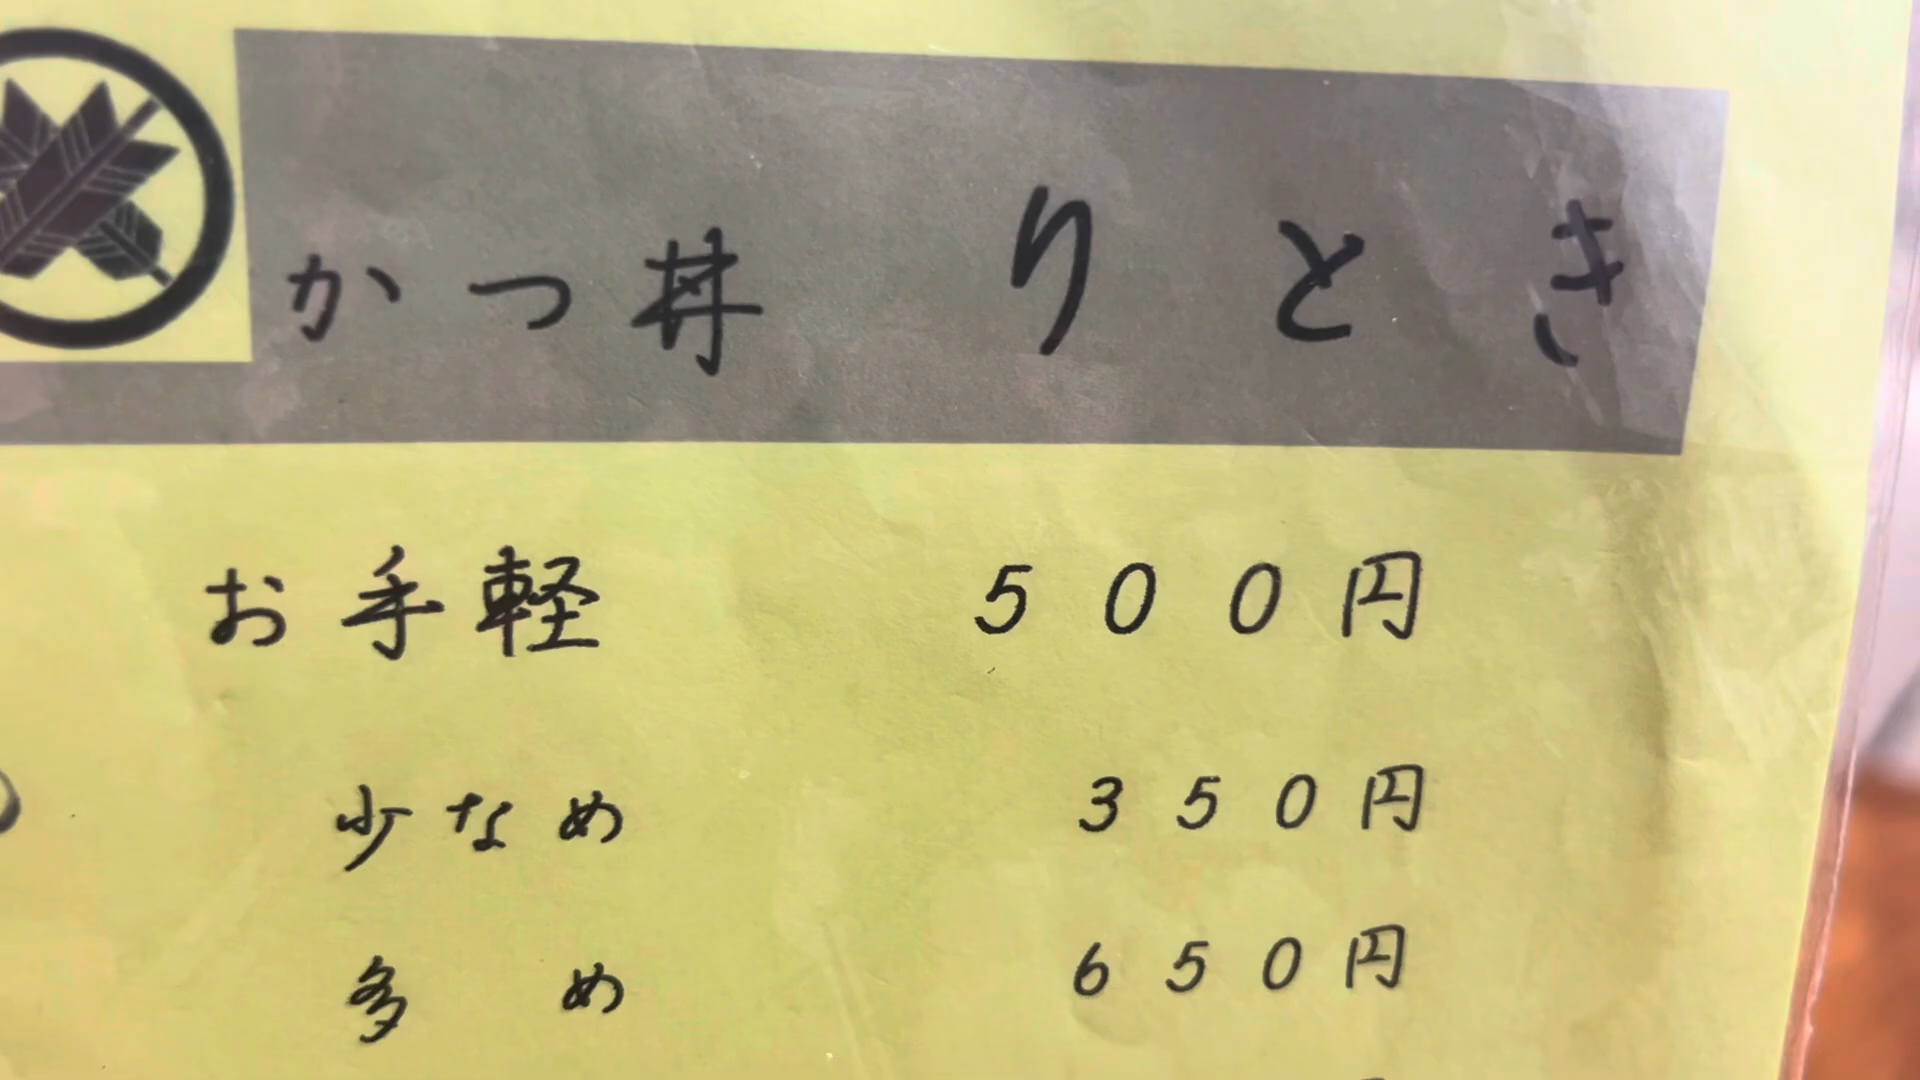 かつ丼 りとき
お手軽 500円
少なめ 350円
多め 650円